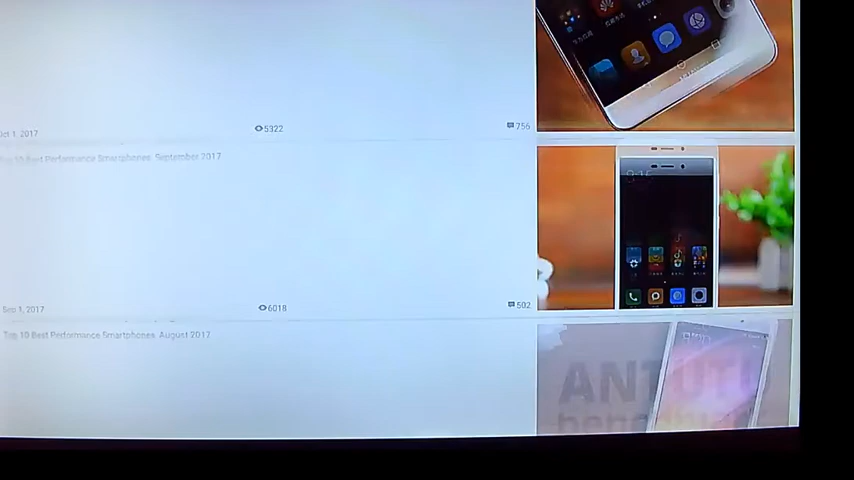 Oct 1, 2017 5322 756
Top 10 Best Performance Smartphones September 2017
Sep 1, 2017 6018 502
Top 10 Best Performance Smartphones August 2017
ANTUTU